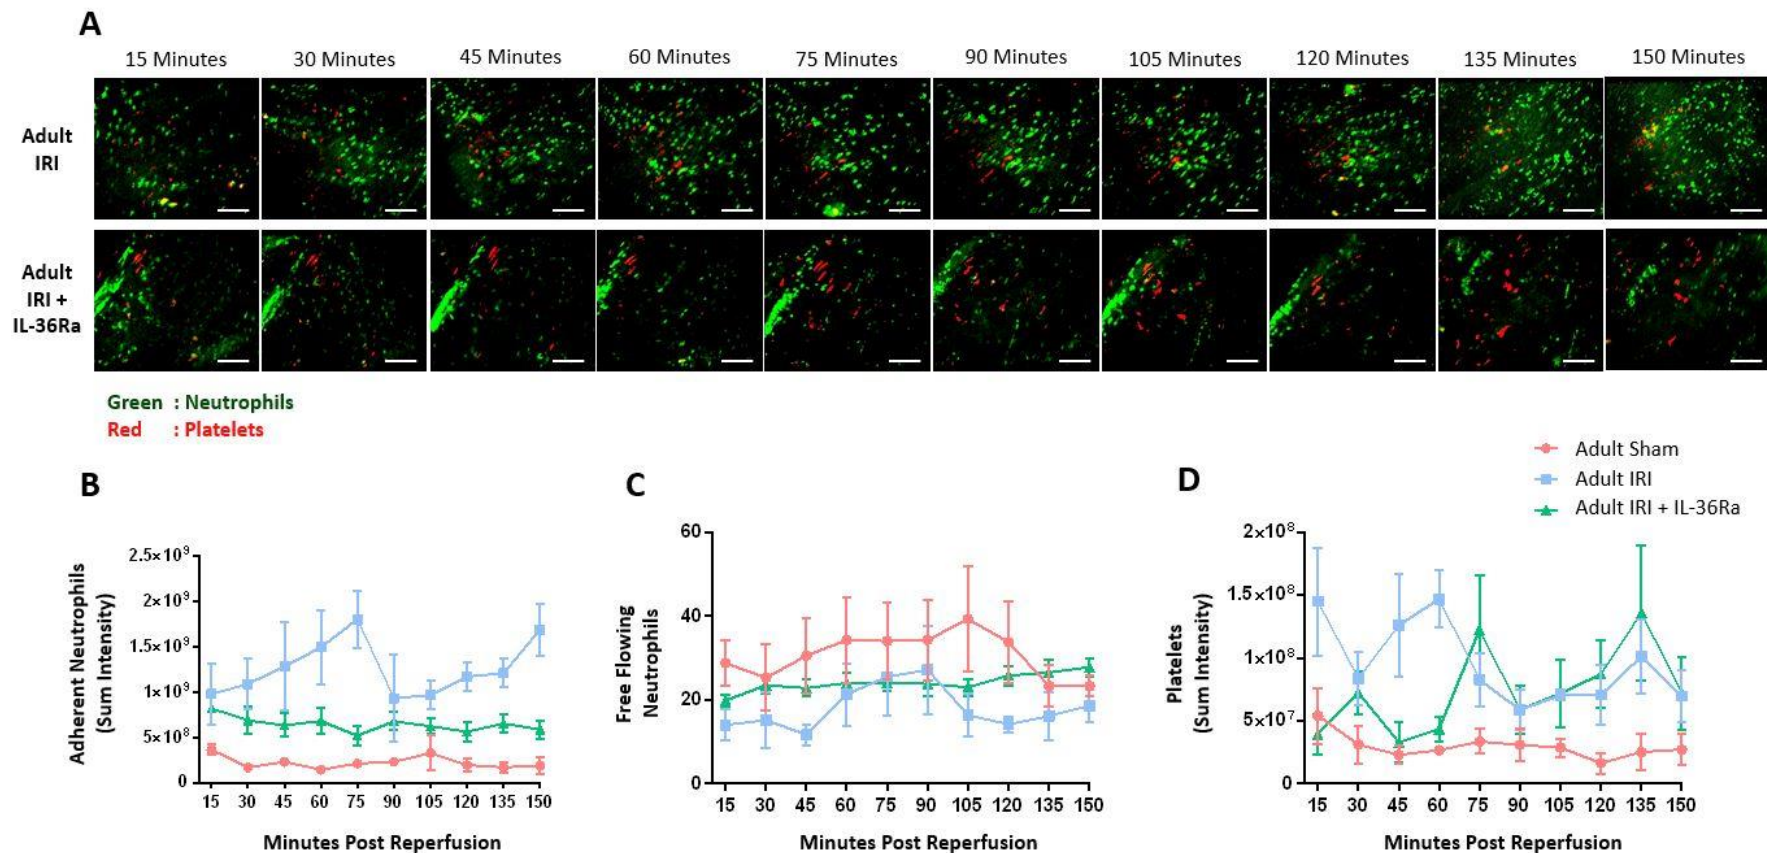 A
15 Minutes 30 Minutes 45 Minutes 60 Minutes 75 Minutes 90 Minutes 105 Minutes 120 Minutes 135 Minutes 150 Minutes
Adult
IRI
Adult
IRI +
IL-36Ra
Green : Neutrophils
Red : Platelets
Adult Sham
Adult IRI
Adult IRI + IL-36Ra
B
Adherent Neutrophils
(Sum Intensity)
2.5×10⁹
2×10⁹
1.5×10⁹
1×10⁹
5×10⁸
0
15 30 45 60 75 90 105 120 135 150
Minutes Post Reperfusion
C
Free Flowing
Neutrophils
60
40
20
0
15 30 45 60 75 90 105 120 135 150
Minutes Post Reperfusion
D
Platelets
(Sum Intensity)
2×10⁸
1.5×10⁸
1×10⁸
5×10⁷
0
15 30 45 60 75 90 105 120 135 150
Minutes Post Reperfusion